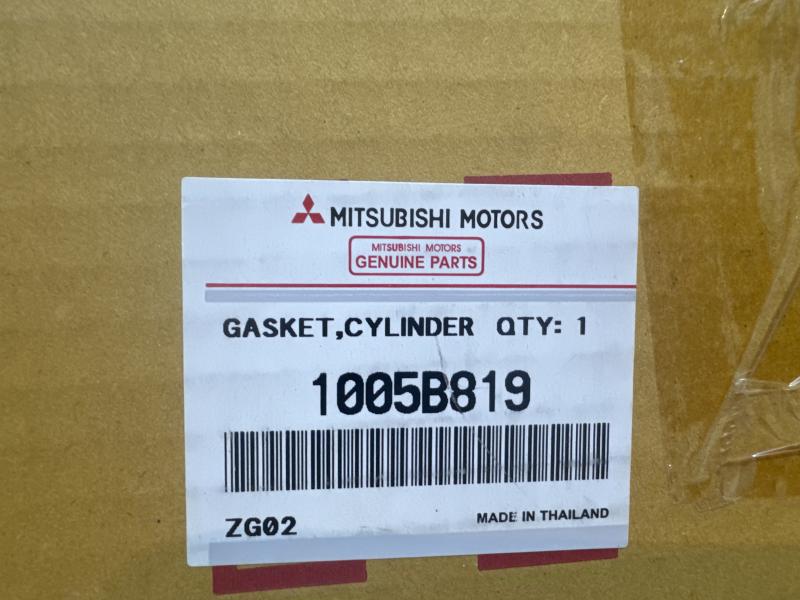 MITSUBISHI MOTORS
MITSUBISHI MOTORS
GENUINE PARTS
GASKET,CYLINDER QTY: 1
1005B819
ZG02
MADE IN THAILAND